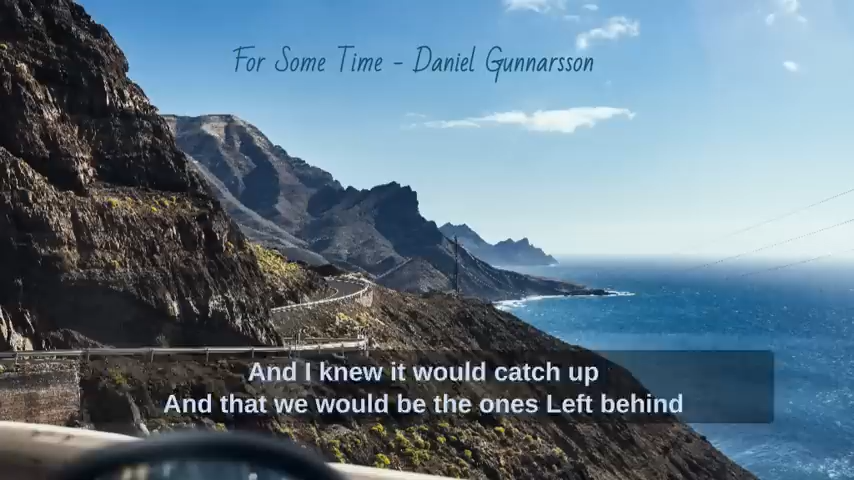 For Some Time - Daniel Gunnarsson
And I knew it would catch up
And that we would be the ones Left behind